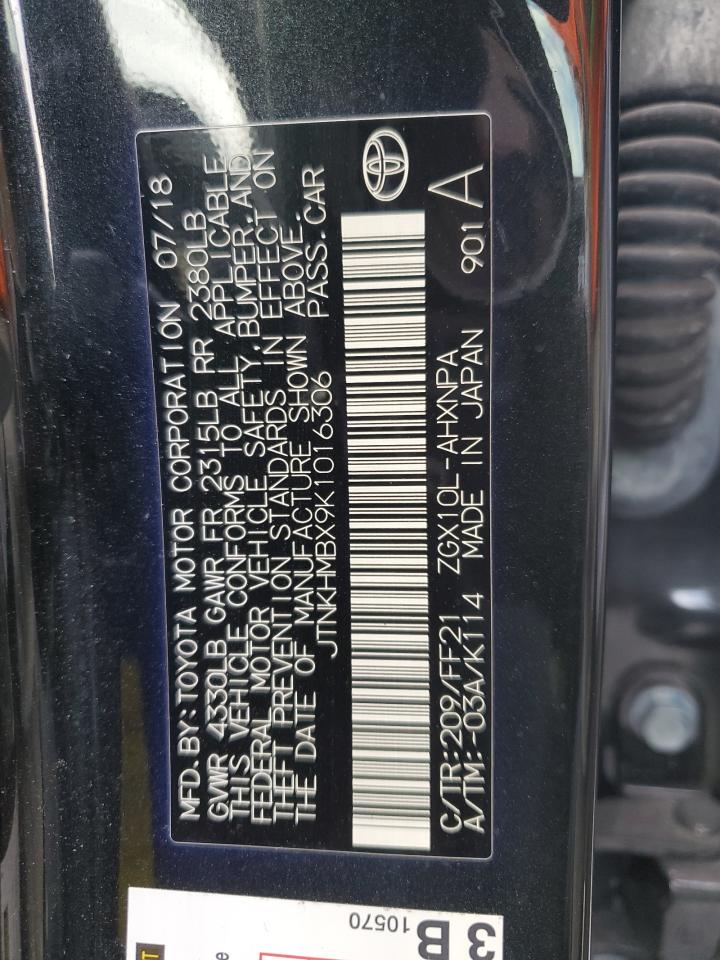 MFD.BY:TOYOTA MOTOR CORPORATION 07/18
GVWR 4330LB GAWR FR 2315LB RR 2380LB
THIS VEHICLE CONFORMS TO ALL APPLICABLE
FEDERAL MOTOR VEHICLE SAFETY,BUMPER,AND
THEFT PREVENTION STANDARDS IN EFFECT ON
THE DATE OF MANUFACTURE SHOWN ABOVE.
JTNKHMBX9K1016306 PASS.CAR
C/TR:209/FF21 ZGX10L-AHXNPA
A/TM:-03A/K114 MADE IN JAPAN 901 A
10570
3 B